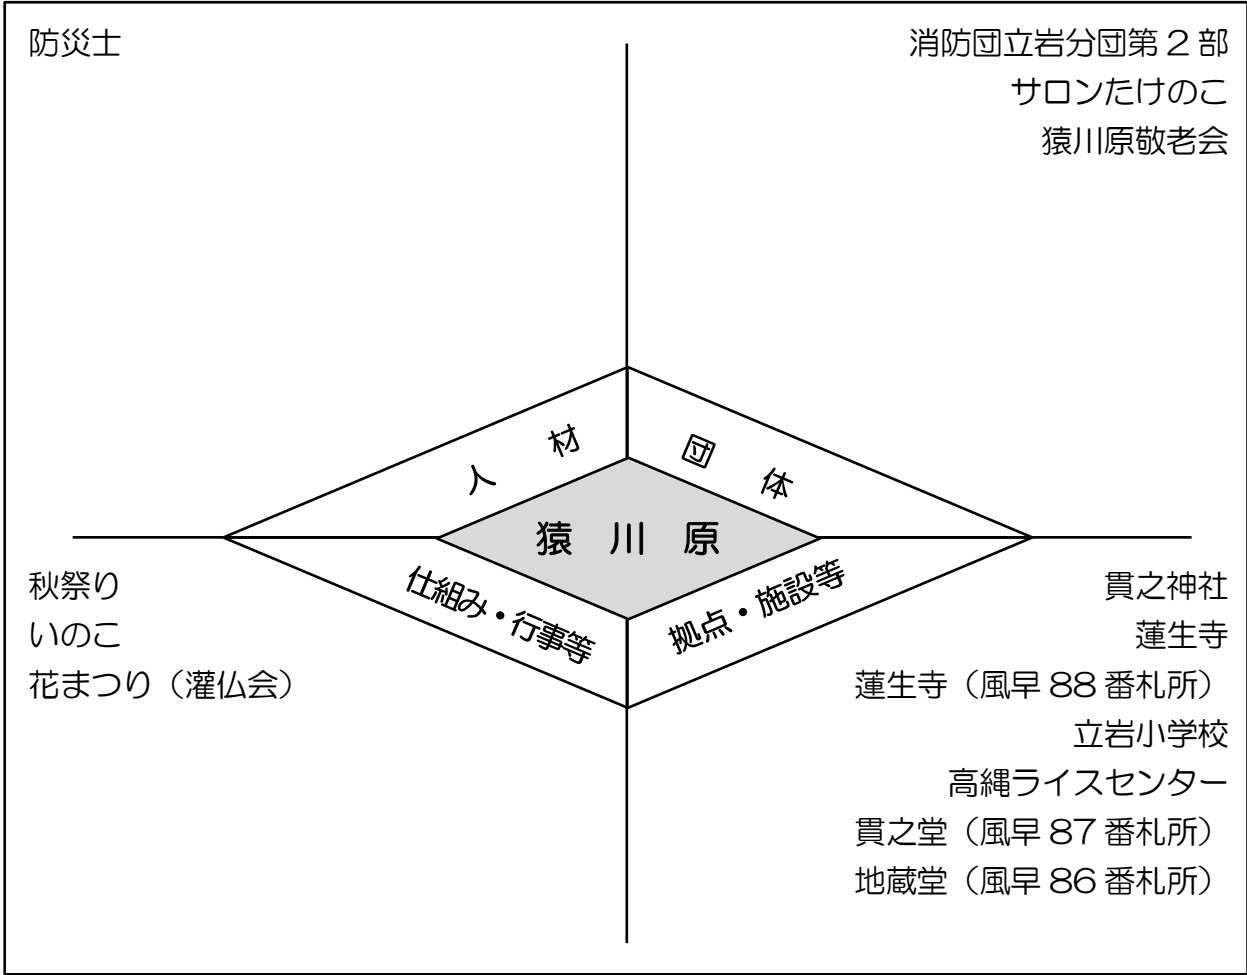 防災士
消防団立岩分団第2部
サロンたけのこ
猿川原敬老会
人材
団体
猿川原
仕組み・行事等
拠点・施設等
秋祭り
いのこ
花まつり（灌仏会）
貫之神社
蓮生寺
蓮生寺（風早88番札所）
立岩小学校
高縄ライスセンター
貫之堂（風早87番札所）
地蔵堂（風早86番札所）